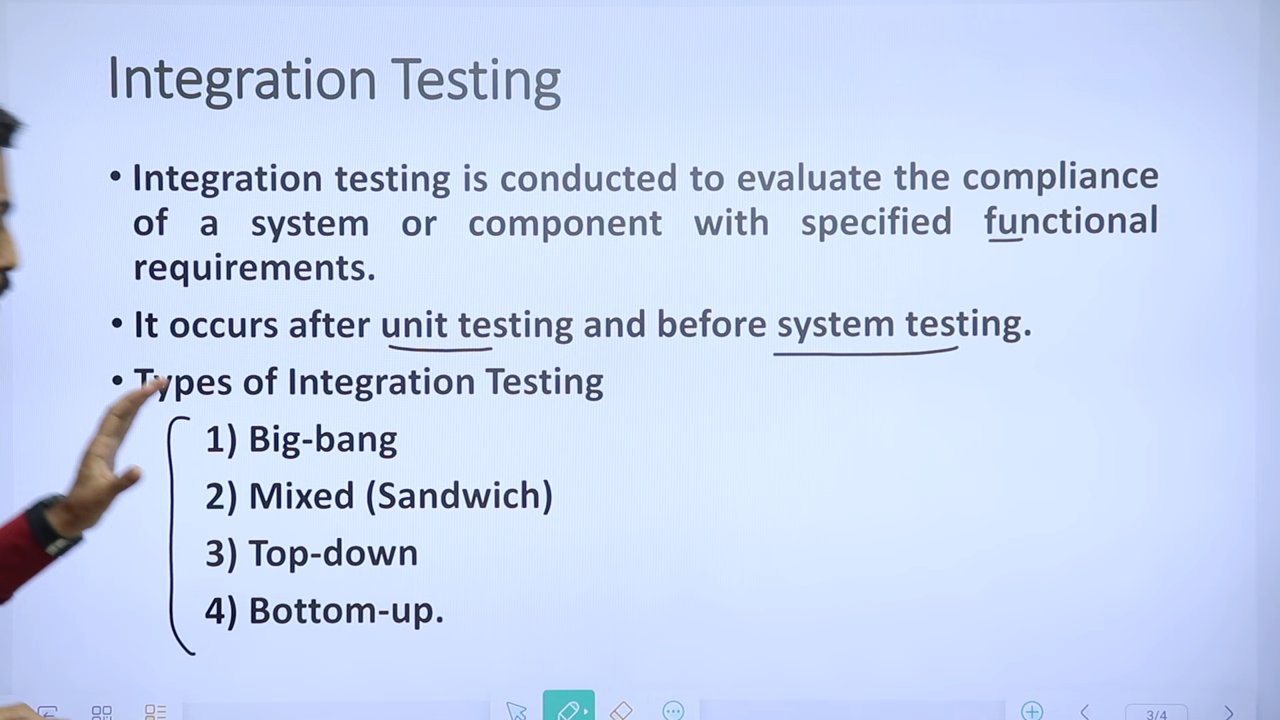 Integration Testing
• Integration testing is conducted to evaluate the compliance
of a system or component with specified functional
requirements.
• It occurs after unit testing and before system testing.
• Types of Integration Testing
1) Big-bang
2) Mixed (Sandwich)
3) Top-down
4) Bottom-up.
3/4